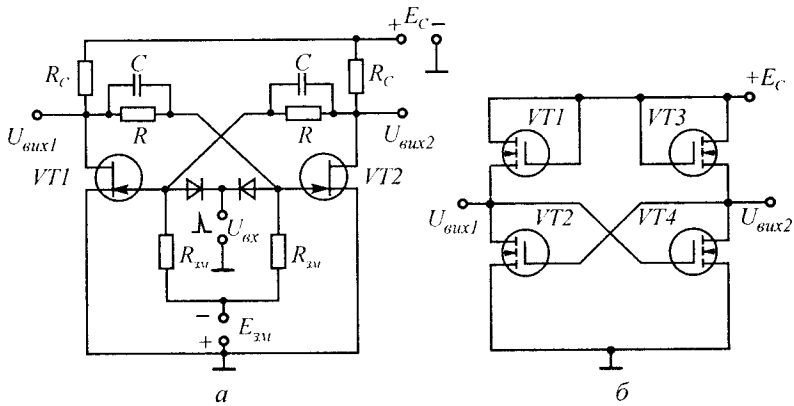 + E_C −
+E_C
R_C
C
C
R_C
VT1
VT3
R
R
U_вих1
U_вих2
VT1
VT2
U_вих1
VT2
VT4
U_вих2
U_вх
R_зм
R_зм
−
+
E_зм
а
б